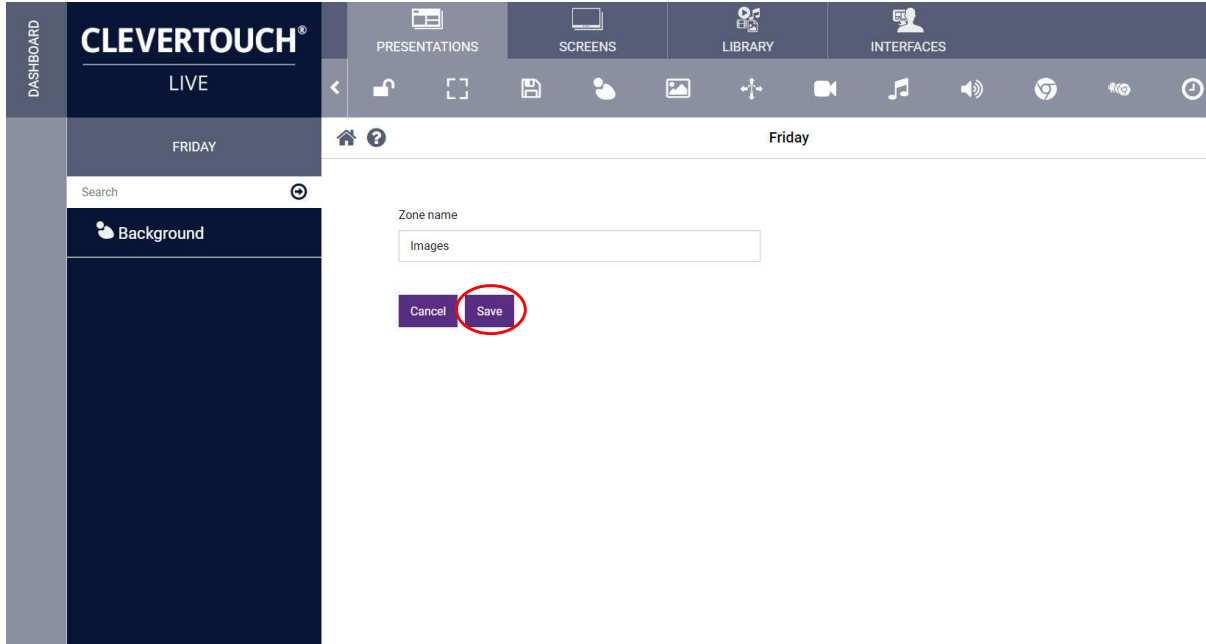 DASHBOARD
CLEVERTOUCH®
LIVE
PRESENTATIONS
SCREENS
LIBRARY
INTERFACES
FRIDAY
Friday
Search
Background
Zone name
Images
Cancel
Save